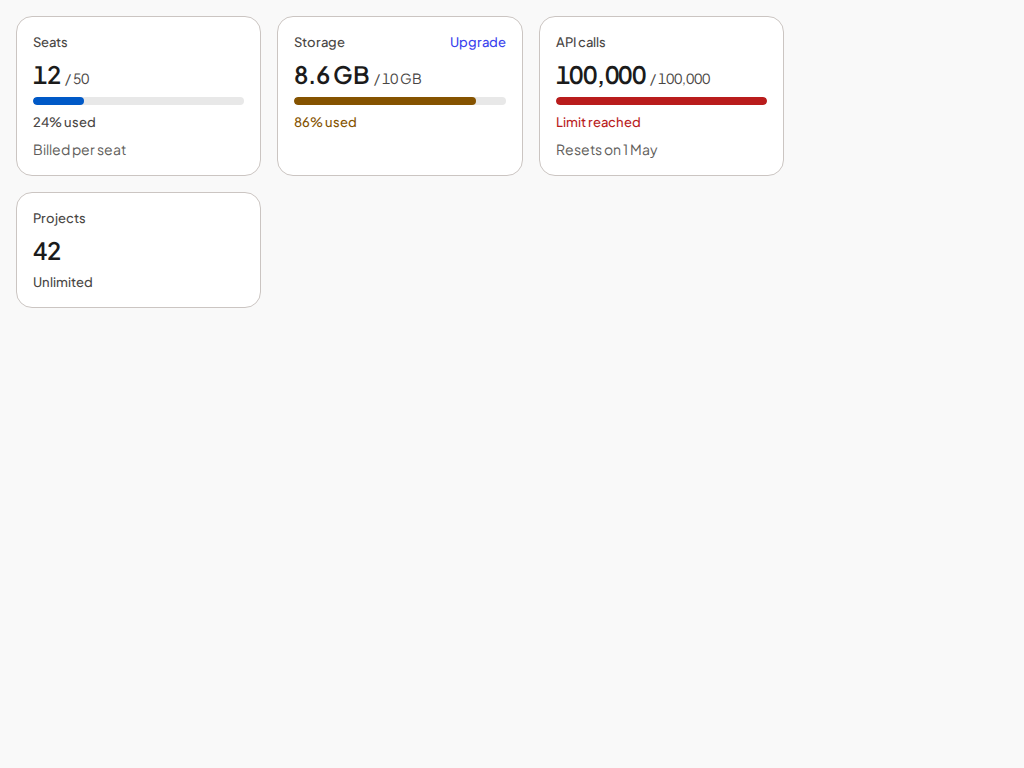 Seats
12 / 50
24% used
Billed per seat
Storage
Upgrade
8.6 GB / 10 GB
86% used
API calls
100,000 / 100,000
Limit reached
Resets on 1 May
Projects
42
Unlimited